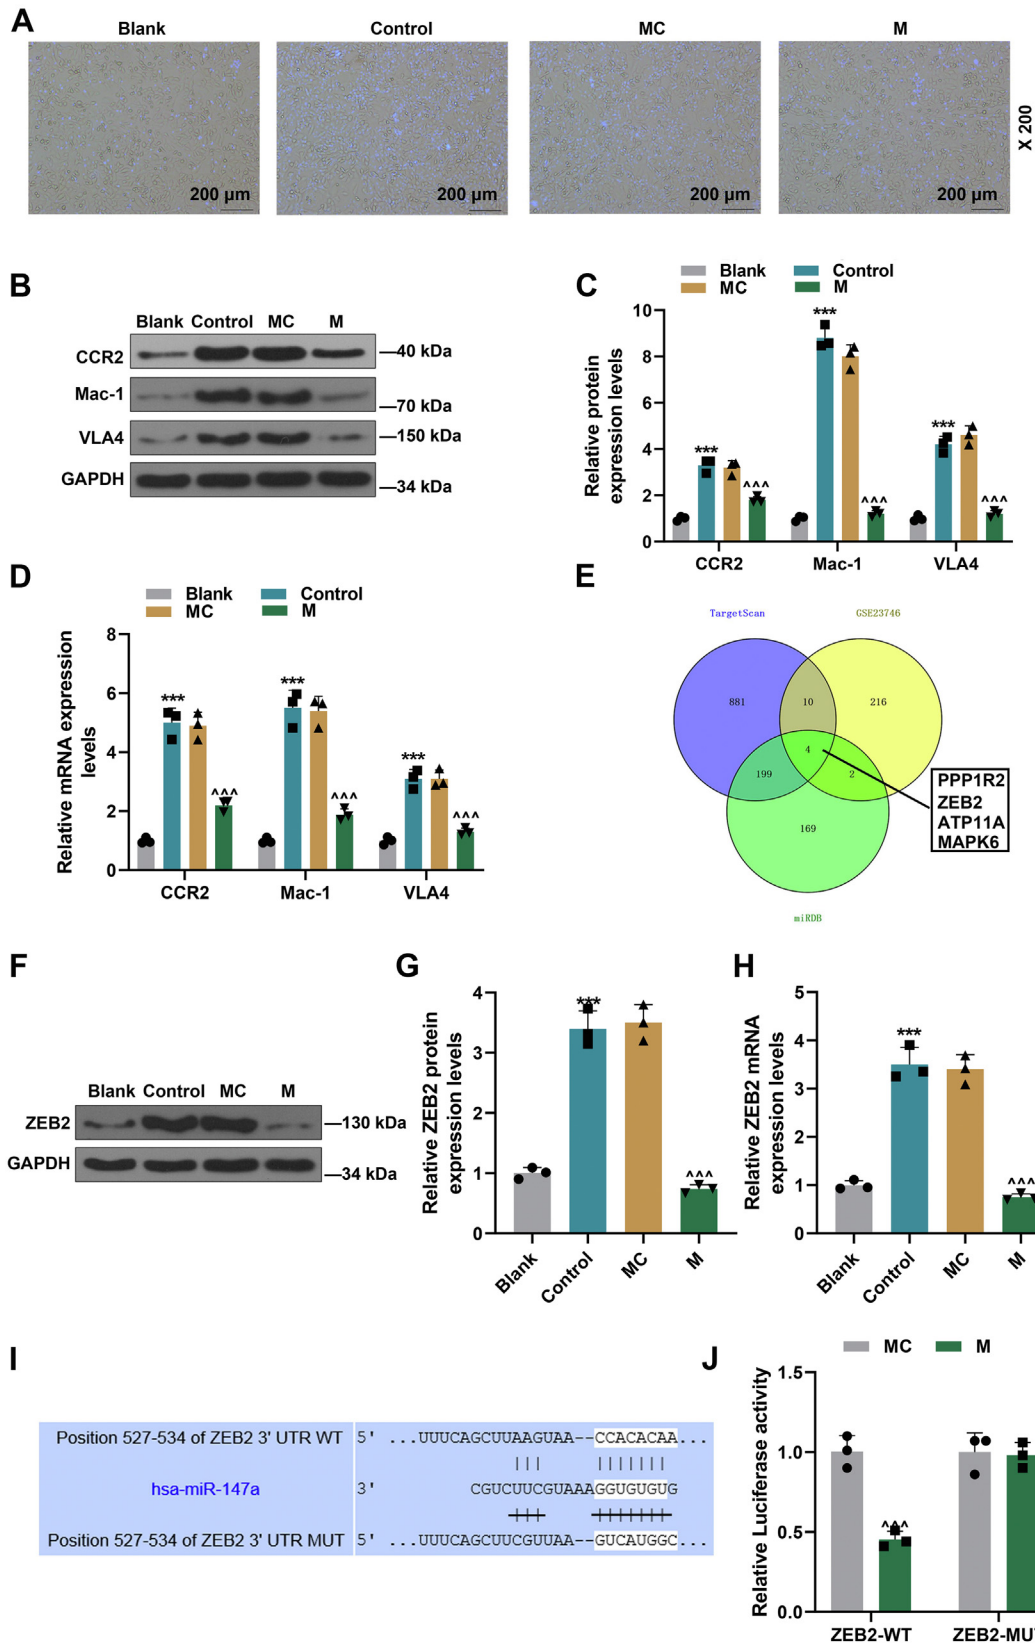 A
Blank
Control
MC
M
200 µm
200 µm
200 µm
200 µm
X 200
B
Blank Control MC M
CCR2
40 kDa
Mac-1
70 kDa
VLA4
150 kDa
GAPDH
34 kDa
C
Blank
Control
MC
M
Relative protein
expression levels
10
8
6
4
2
0
***
^^^
***
^^^
***
^^^
CCR2
Mac-1
VLA4
D
Blank
Control
MC
M
Relative mRNA expression
levels
8
6
4
2
0
***
^^^
***
^^^
***
^^^
CCR2
Mac-1
VLA4
E
TargetScan
GSE23746
881
10
216
4
199
2
169
miRDB
PPP1R2
ZEB2
ATP11A
MAPK6
F
Blank Control MC M
ZEB2
130 kDa
GAPDH
34 kDa
G
Relative ZEB2 protein
expression levels
4
3
2
1
0
***
^^^
Blank
Control
MC
M
H
Relative ZEB2 mRNA
expression levels
5
4
3
2
1
0
***
^^^
Blank
Control
MC
M
I
Position 527-534 of ZEB2 3' UTR WT 5' ...UUUCAGCUUAAGUAA--CCACACAA...
hsa-miR-147a 3' CGUCUUCGUAAAGGUGUGUG
Position 527-534 of ZEB2 3' UTR MUT 5' ...UUUCAGCUUCGUUAA--GUCAUGGC...
J
MC
M
Relative Luciferase activity
1.5
1.0
0.5
0.0
^^^
ZEB2-WT
ZEB2-MU